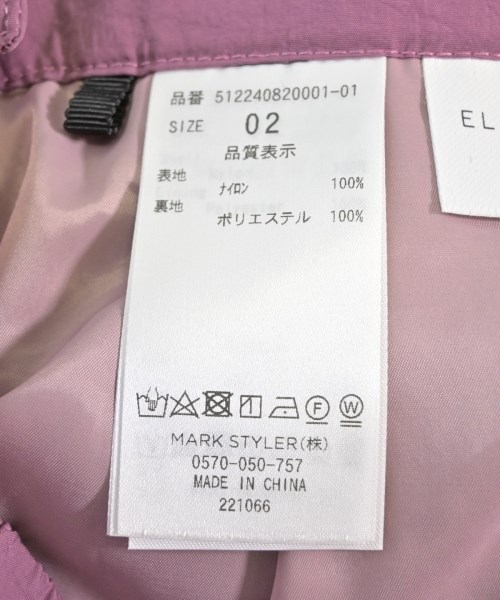 品番 512240820001-01
SIZE 02
品質表示
表地 ナイロン 100%
裏地 ポリエステル 100%
F W
MARK STYLER(株)
0570-050-757
MADE IN CHINA
221066
EL